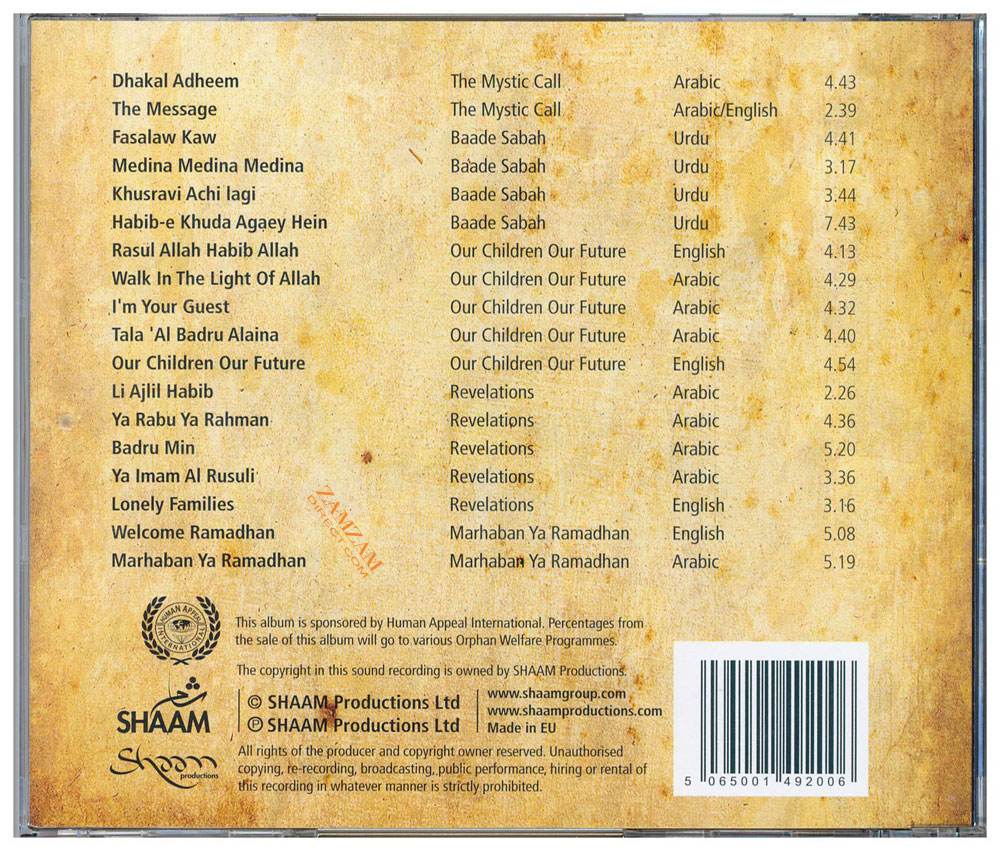 Dhakal Adheem The Mystic Call Arabic 4.43
The Message The Mystic Call Arabic/English 2.39
Fasalaw Kaw Baade Sabah Urdu 4.41
Medina Medina Medina Baade Sabah Urdu 3.17
Khusravi Achi lagi Baade Sabah Urdu 3.44
Habib-e Khuda Agaey Hein Baade Sabah Urdu 7.43
Rasul Allah Habib Allah Our Children Our Future English 4.13
Walk In The Light Of Allah Our Children Our Future Arabic 4.29
I'm Your Guest Our Children Our Future Arabic 4.32
Tala 'Al Badru Alaina Our Children Our Future Arabic 4.40
Our Children Our Future Our Children Our Future English 4.54
Li Ajlil Habib Revelations Arabic 2.26
Ya Rabu Ya Rahman Revelations Arabic 4.36
Badru Min Revelations Arabic 5.20
Ya Imam Al Rusuli Revelations Arabic 3.36
Lonely Families Revelations English 3.16
Welcome Ramadhan Marhaban Ya Ramadhan English 5.08
Marhaban Ya Ramadhan Marhaban Ya Ramadhan Arabic 5.19
ZAMZAM
DIRECT.COM
HUMAN APPEAL
INTERNATIONAL
This album is sponsored by Human Appeal International. Percentages from
the sale of this album will go to various Orphan Welfare Programmes.
The copyright in this sound recording is owned by SHAAM Productions.
SHAAM
© SHAAM Productions Ltd
℗ SHAAM Productions Ltd
www.shaamgroup.com
www.shaamproductions.com
Made in EU
Shaam
productions
All rights of the producer and copyright owner reserved. Unauthorised
copying, re-recording, broadcasting, public performance, hiring or rental of
this recording in whatever manner is strictly prohibited.
5 065001 492006